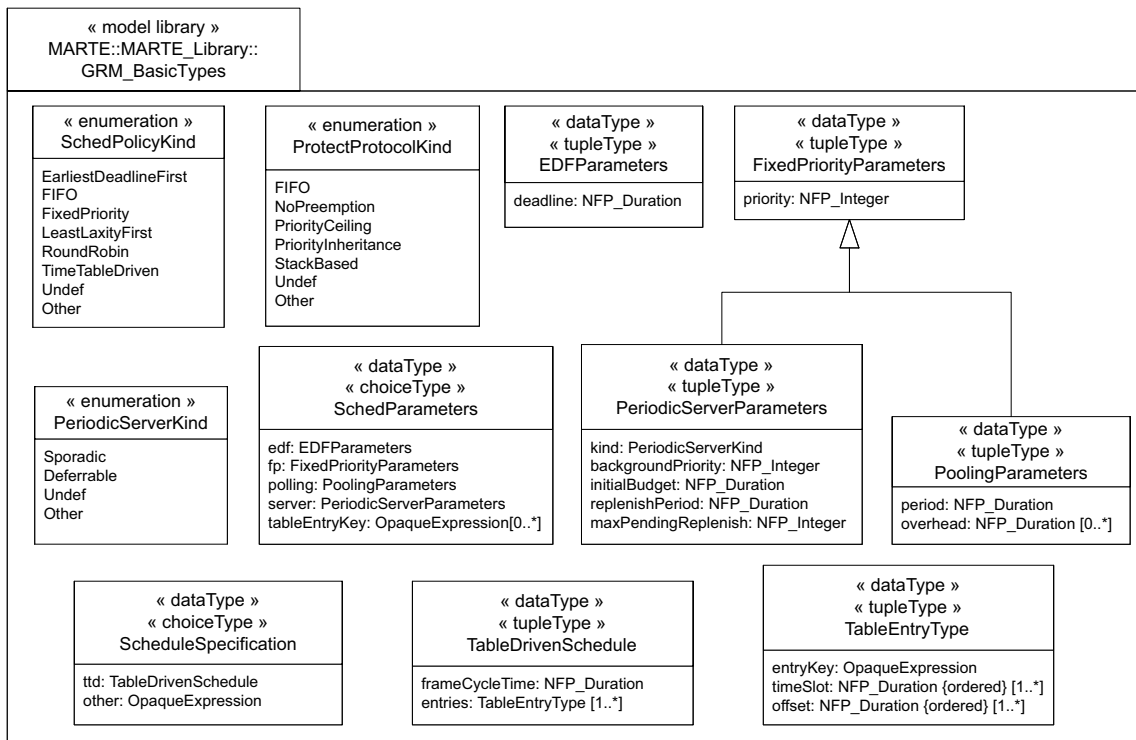 « model library »
MARTE::MARTE_Library::
GRM_BasicTypes
« enumeration »
SchedPolicyKind
EarliestDeadlineFirst
FIFO
FixedPriority
LeastLaxityFirst
RoundRobin
TimeTableDriven
Undef
Other
« enumeration »
ProtectProtocolKind
FIFO
NoPreemption
PriorityCeiling
PriorityInheritance
StackBased
Undef
Other
« dataType »
« tupleType »
EDFParameters
deadline: NFP_Duration
« dataType »
« tupleType »
FixedPriorityParameters
priority: NFP_Integer
« enumeration »
PeriodicServerKind
Sporadic
Deferrable
Undef
Other
« dataType »
« choiceType »
SchedParameters
edf: EDFParameters
fp: FixedPriorityParameters
polling: PoolingParameters
server: PeriodicServerParameters
tableEntryKey: OpaqueExpression[0..*]
« dataType »
« tupleType »
PeriodicServerParameters
kind: PeriodicServerKind
backgroundPriority: NFP_Integer
initialBudget: NFP_Duration
replenishPeriod: NFP_Duration
maxPendingReplenish: NFP_Integer
« dataType »
« tupleType »
PoolingParameters
period: NFP_Duration
overhead: NFP_Duration [0..*]
« dataType »
« choiceType »
ScheduleSpecification
ttd: TableDrivenSchedule
other: OpaqueExpression
« dataType »
« tupleType »
TableDrivenSchedule
frameCycleTime: NFP_Duration
entries: TableEntryType [1..*]
« dataType »
« tupleType »
TableEntryType
entryKey: OpaqueExpression
timeSlot: NFP_Duration {ordered} [1..*]
offset: NFP_Duration {ordered} [1..*]